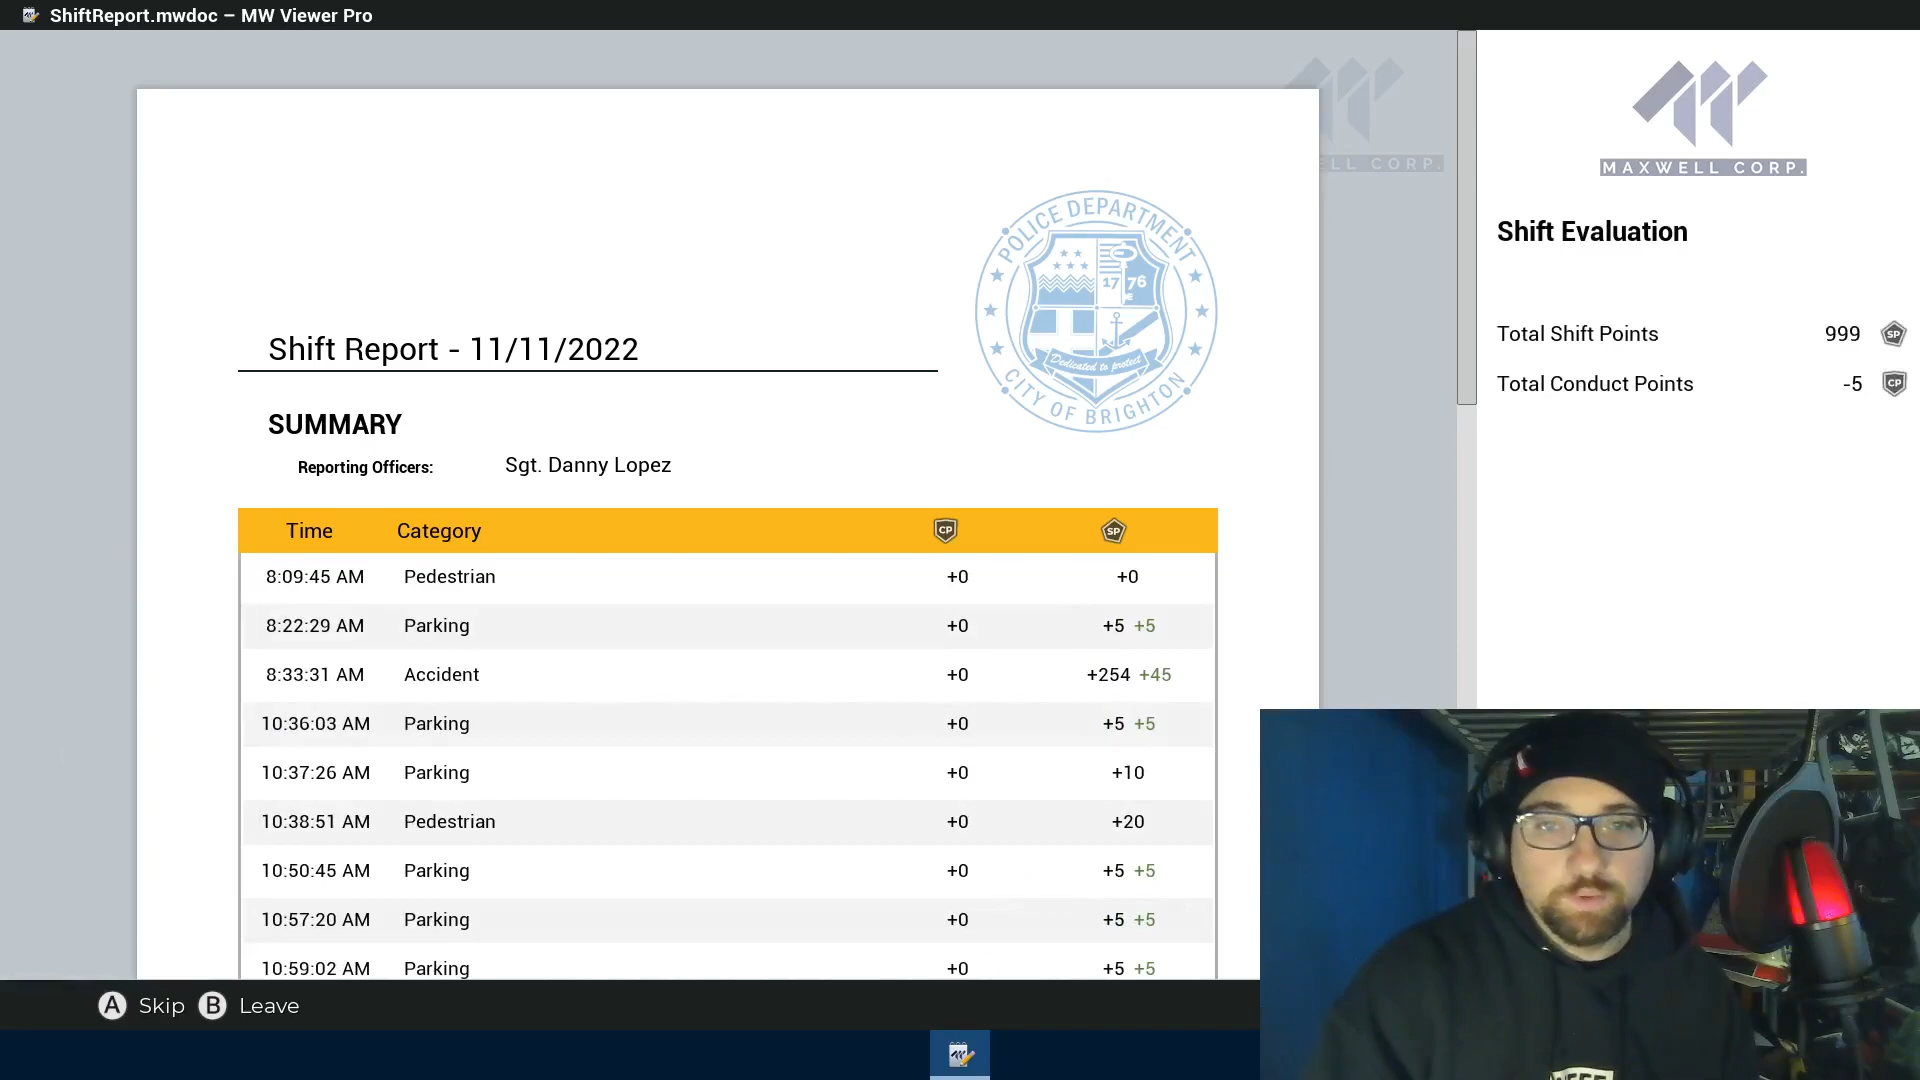 ShiftReport.mwdoc – MW Viewer Pro
MAXWELL CORP.
ELL CORP.
POLICE DEPARTMENT
17 76
Dedicated to protect
CITY OF BRIGHTON
Shift Report - 11/11/2022
SUMMARY
Reporting Officers: Sgt. Danny Lopez
Time Category CP SP
8:09:45 AM Pedestrian +0 +0
8:22:29 AM Parking +0 +5 +5
8:33:31 AM Accident +0 +254 +45
10:36:03 AM Parking +0 +5 +5
10:37:26 AM Parking +0 +10
10:38:51 AM Pedestrian +0 +20
10:50:45 AM Parking +0 +5 +5
10:57:20 AM Parking +0 +5 +5
10:59:02 AM Parking +0 +5 +5
Shift Evaluation
Total Shift Points 999 SP
Total Conduct Points -5 CP
A Skip B Leave